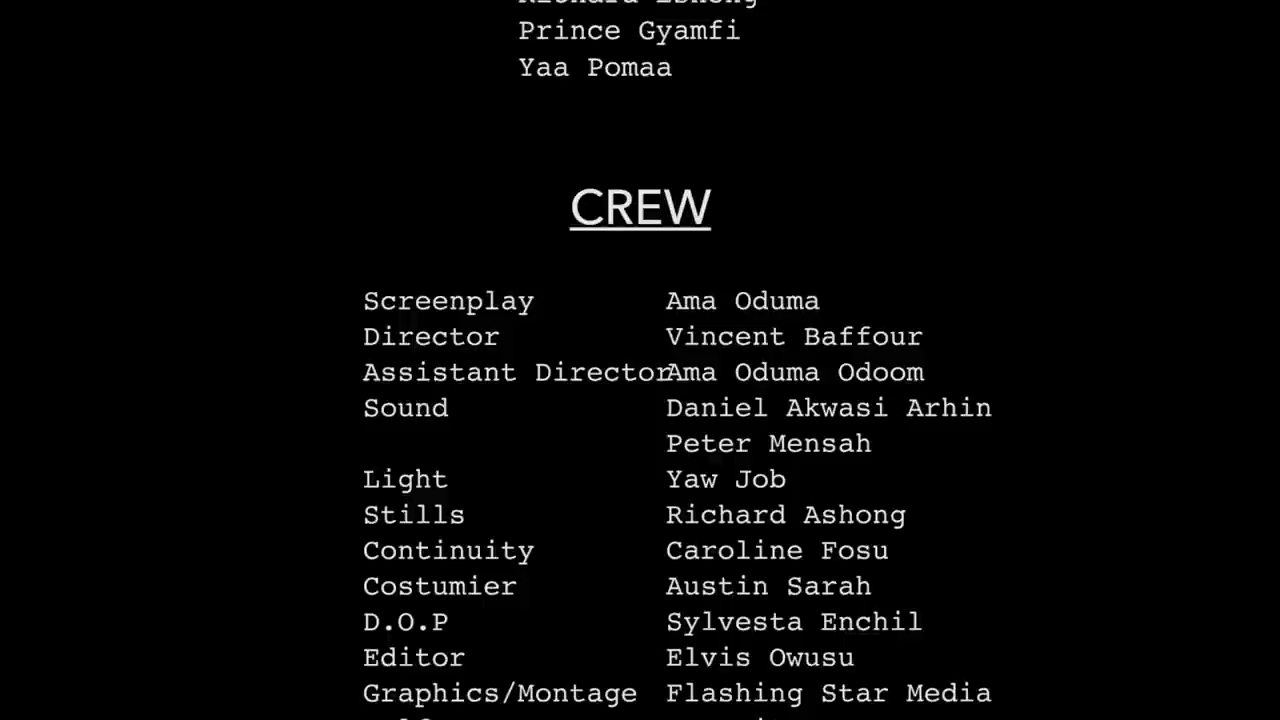 Prince Gyamfi
Yaa Pomaa
CREW
Screenplay Ama Oduma
Director Vincent Baffour
Assistant Director Ama Oduma Odoom
Sound Daniel Akwasi Arhin
Peter Mensah
Light Yaw Job
Stills Richard Ashong
Continuity Caroline Fosu
Costumier Austin Sarah
D.O.P Sylvesta Enchil
Editor Elvis Owusu
Graphics/Montage Flashing Star Media